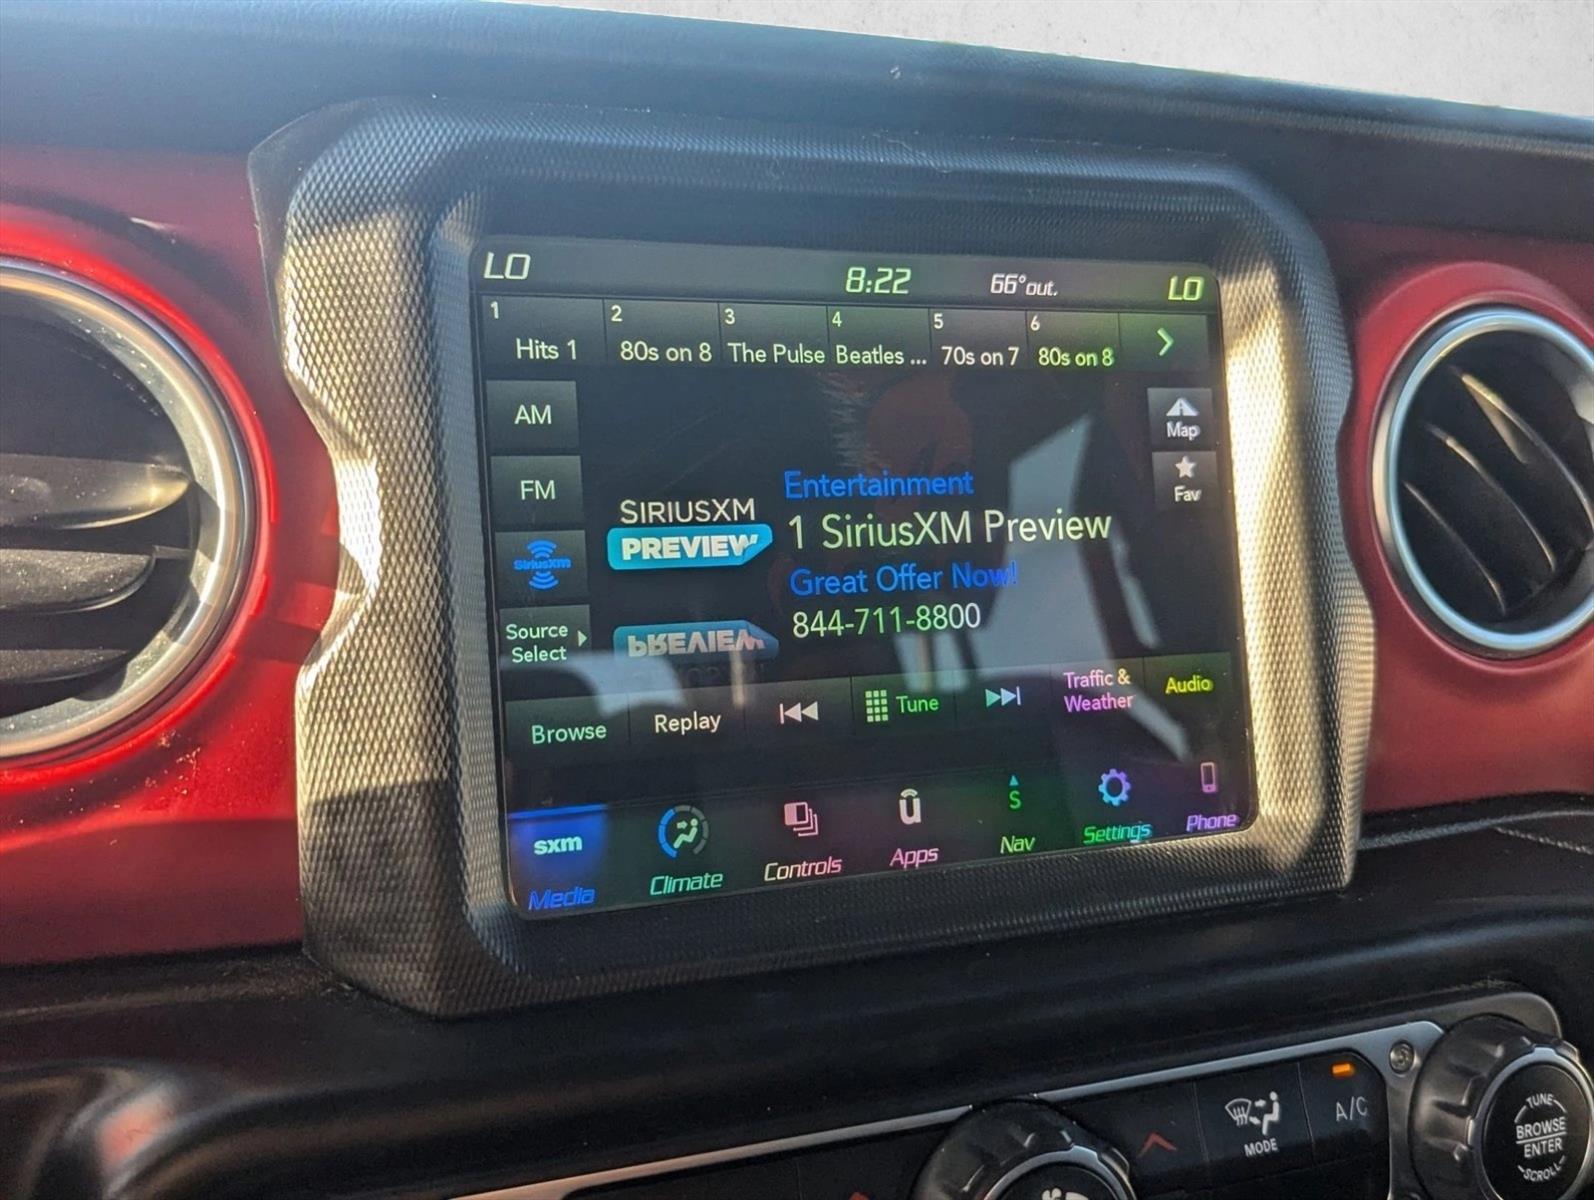 LO 8:22 66°out. LO
1 2 3 4 5 6
Hits 1 80s on 8 The Pulse Beatles ... 70s on 7 80s on 8
AM
Map
FM
Fav
SiriusXM
SIRIUSXM
PREVIEW
Entertainment
1 SiriusXM Preview
Great Offer Now!
844-711-8800
Source
Select
PREVIEW
Browse Replay Tune
Traffic &
Weather
Audio
sxm
Media
Climate
Controls
Apps
S
Nav
Settings
Phone
MODE
A/C
TUNE
BROWSE
ENTER
SCROLL